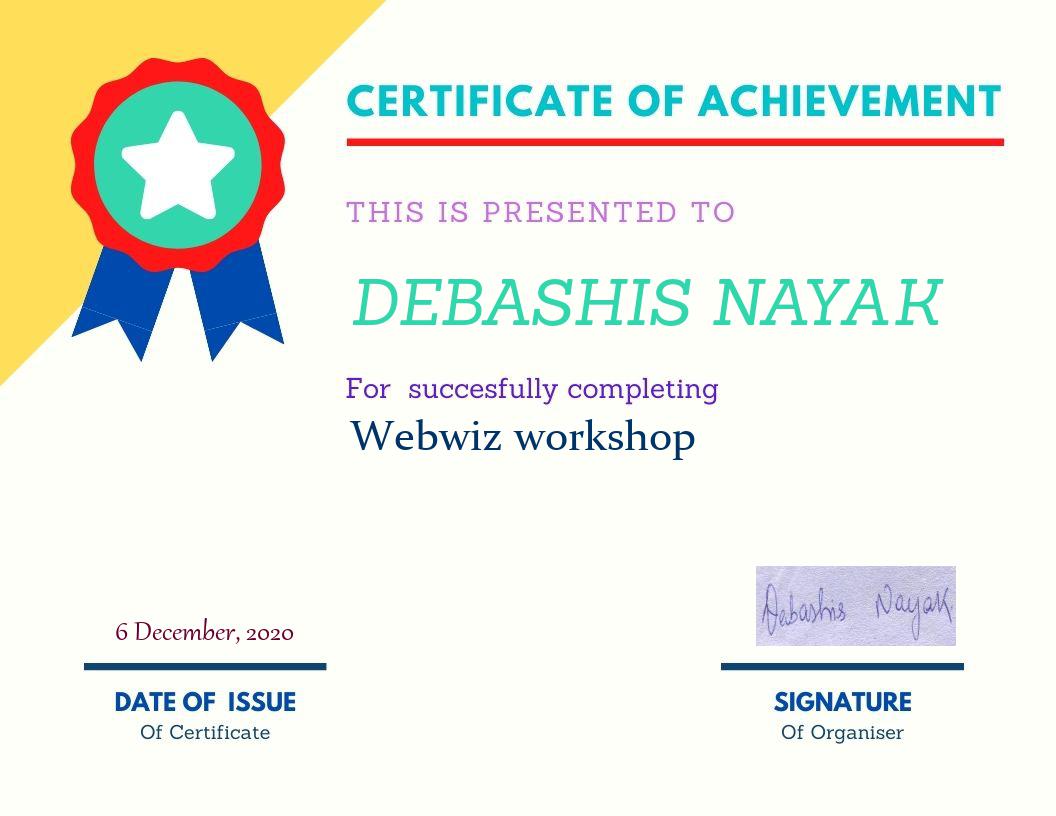 CERTIFICATE OF ACHIEVEMENT
THIS IS PRESENTED TO
DEBASHIS NAYAK
For succesfully completing
Webwiz workshop
Debashis Nayak
6 December, 2020
DATE OF ISSUE
Of Certificate
SIGNATURE
Of Organiser